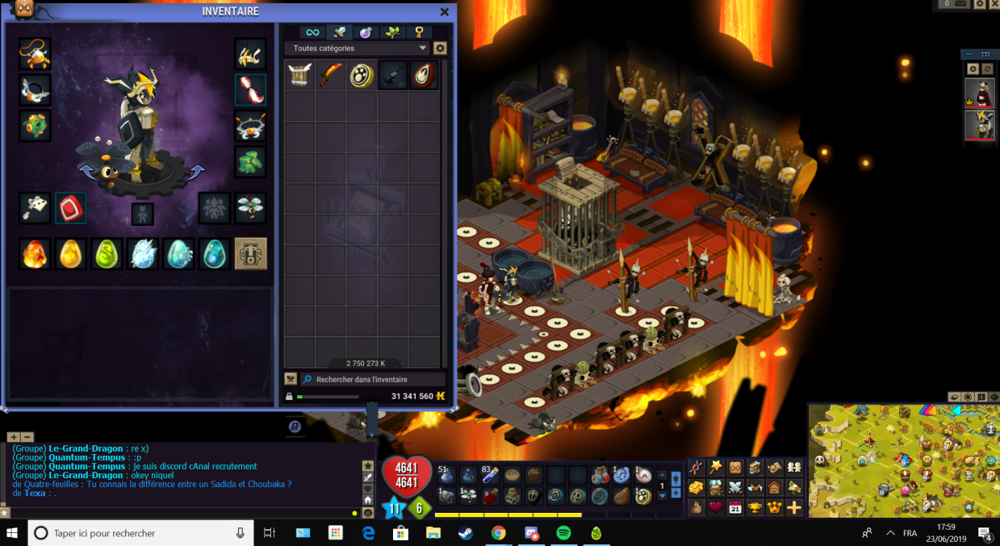 INVENTAIRE
0
Toutes catégories
2 750 273 K
Rechercher dans l'inventaire
31 341 560 K
(Groupe) Le-Grand-Dragon : re x)
(Groupe) Quantum-Tempus : :p
(Groupe) Quantum-Tempus : je suis discord cAnal recrutement
(Groupe) Le-Grand-Dragon : okey niquel
de Quatre-feuilles : Tu connais la différence entre un Sadida et Choubaka ?
de Texa : .
4641
4641
11
6
51
83
1
1
1
1
1
1
21
Taper ici pour rechercher
FRA
17:59
23/06/2019
4